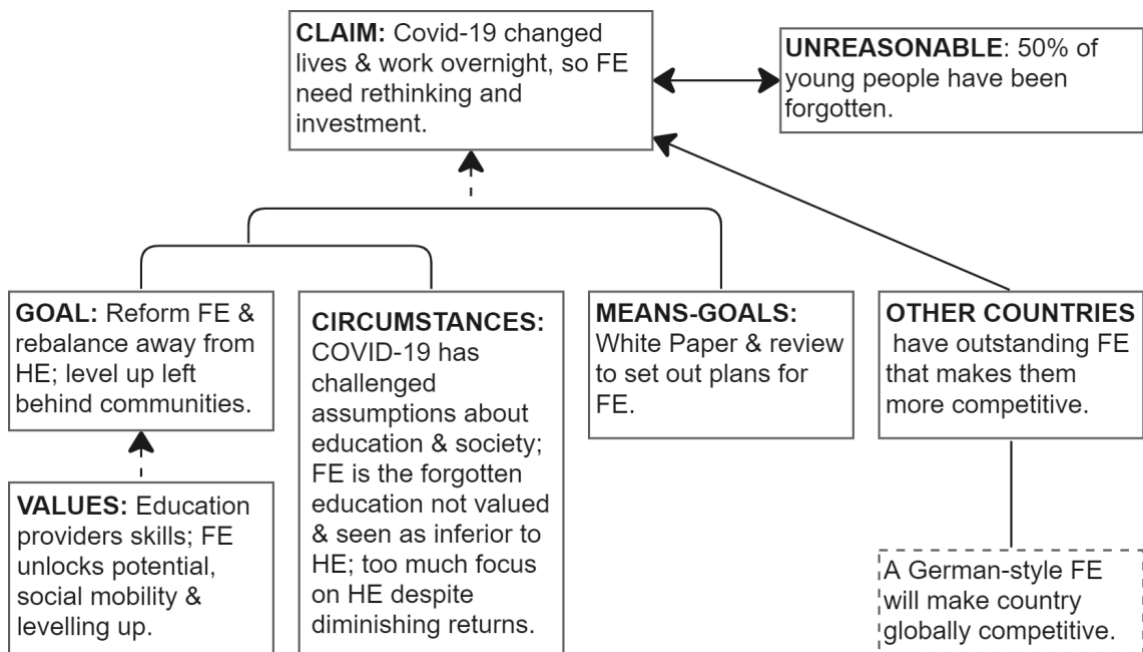 CLAIM: Covid-19 changed
lives & work overnight, so FE
need rethinking and
investment.
UNREASONABLE: 50% of
young people have been
forgotten.
GOAL: Reform FE &
rebalance away from
HE; level up left
behind communities.
CIRCUMSTANCES:
COVID-19 has
challenged
assumptions about
education & society;
FE is the forgotten
education not valued
& seen as inferior to
HE; too much focus
on HE despite
diminishing returns.
MEANS-GOALS:
White Paper & review
to set out plans for
FE.
OTHER COUNTRIES
have outstanding FE
that makes them
more competitive.
VALUES: Education
providers skills; FE
unlocks potential,
social mobility &
levelling up.
A German-style FE
will make country
globally competitive.